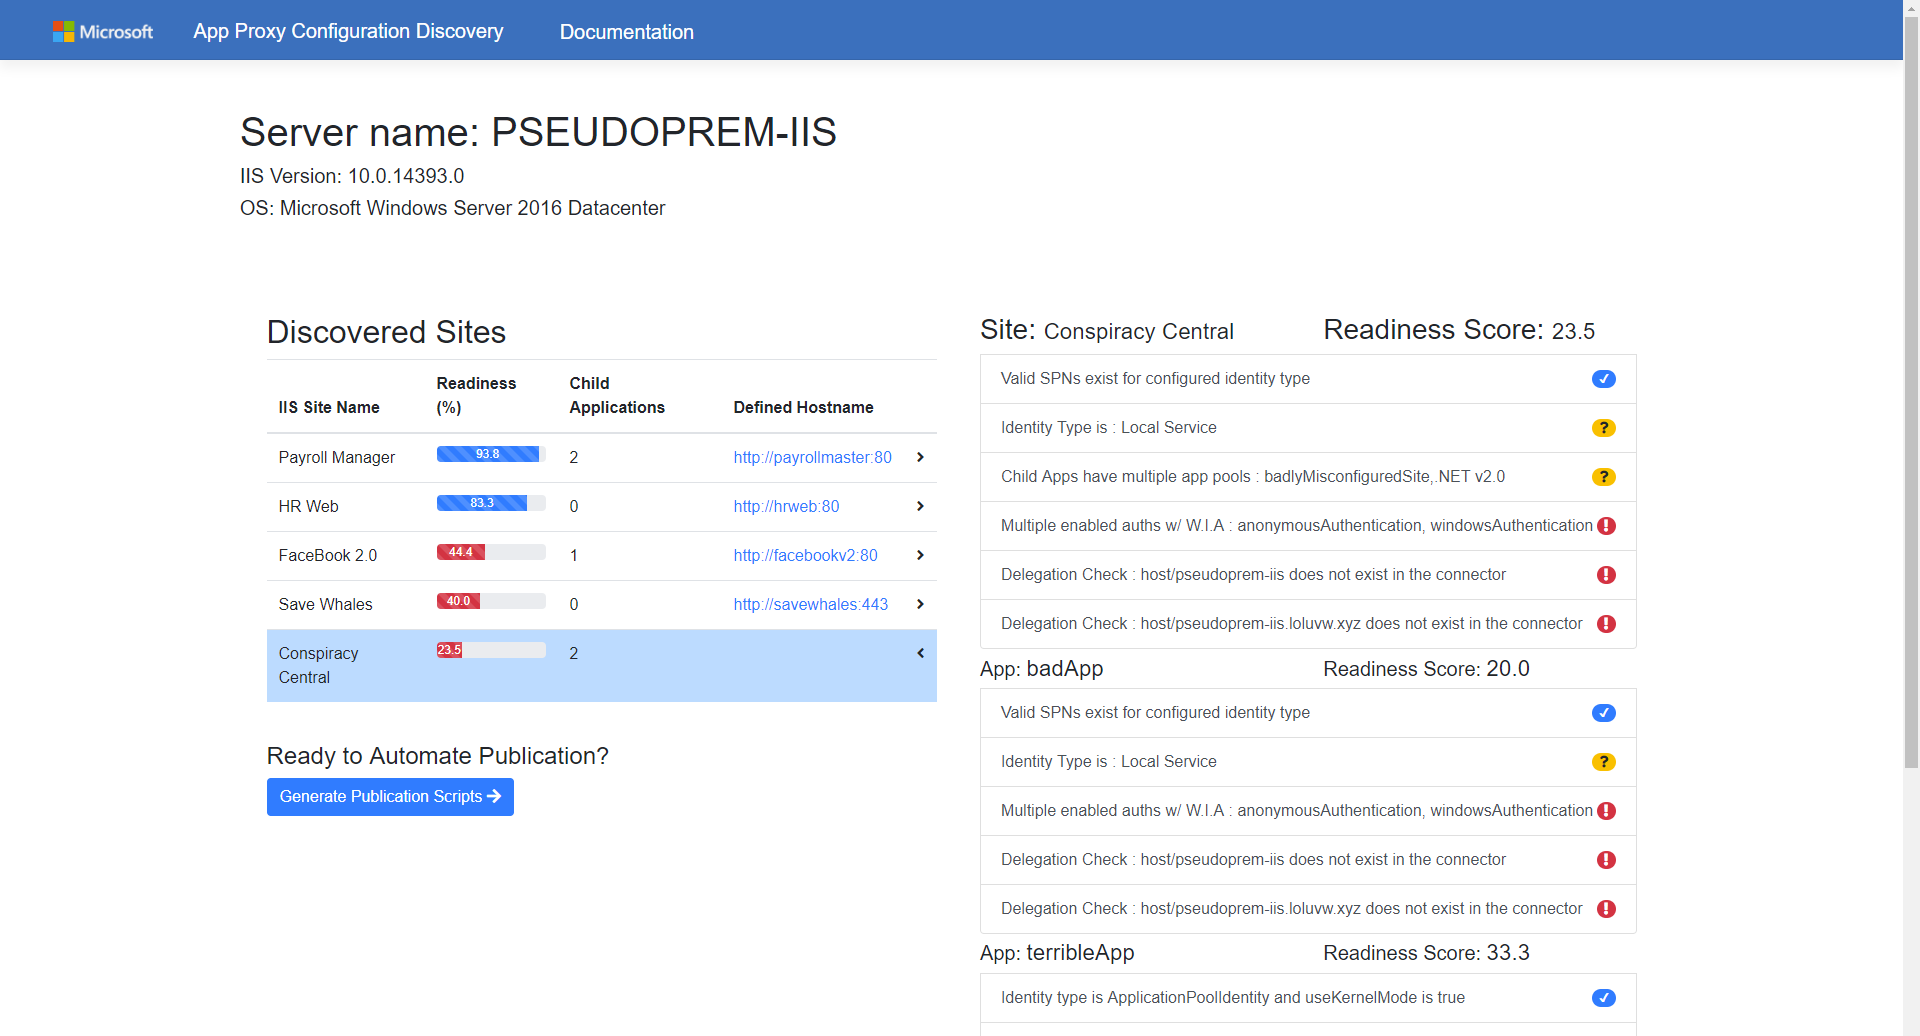 Microsoft App Proxy Configuration Discovery Documentation
Server name: PSEUDOPREM-IIS
IIS Version: 10.0.14393.0
OS: Microsoft Windows Server 2016 Datacenter
Discovered Sites
IIS Site Name Readiness (%) Child Applications Defined Hostname
Payroll Manager 93.8 2 http://payrollmaster:80
HR Web 83.3 0 http://hrweb:80
FaceBook 2.0 44.4 1 http://facebookv2:80
Save Whales 40.0 0 http://savewhales:443
Conspiracy Central 23.5 2
Ready to Automate Publication?
Generate Publication Scripts
Site: Conspiracy Central Readiness Score: 23.5
Valid SPNs exist for configured identity type
Identity Type is : Local Service
Child Apps have multiple app pools : badlyMisconfiguredSite,.NET v2.0
Multiple enabled auths w/ W.I.A : anonymousAuthentication, windowsAuthentication
Delegation Check : host/pseudoprem-iis does not exist in the connector
Delegation Check : host/pseudoprem-iis.loluvw.xyz does not exist in the connector
App: badApp Readiness Score: 20.0
Valid SPNs exist for configured identity type
Identity Type is : Local Service
Multiple enabled auths w/ W.I.A : anonymousAuthentication, windowsAuthentication
Delegation Check : host/pseudoprem-iis does not exist in the connector
Delegation Check : host/pseudoprem-iis.loluvw.xyz does not exist in the connector
App: terribleApp Readiness Score: 33.3
Identity type is ApplicationPoolIdentity and useKernelMode is true